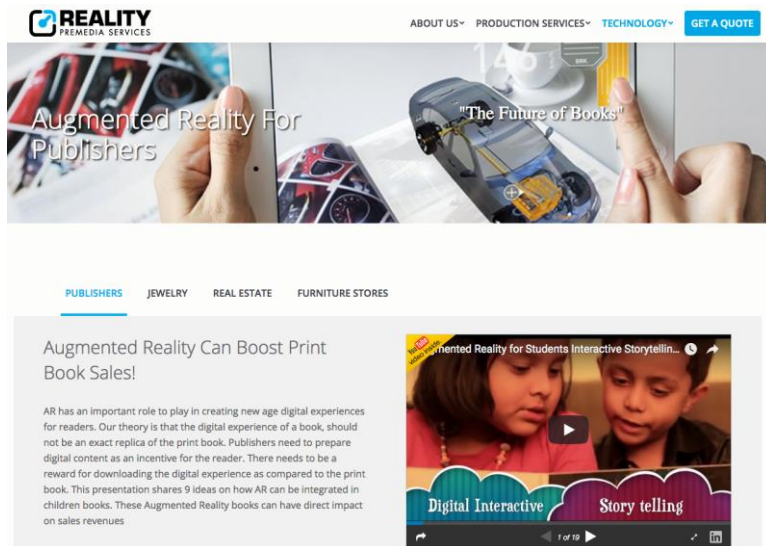 REALITY
PREMEDIA SERVICES
ABOUT US PRODUCTION SERVICES TECHNOLOGY GET A QUOTE
146
BRK
Augmented Reality For
Publishers
"The Future of Books"
PUBLISHERS JEWELRY REAL ESTATE FURNITURE STORES
Augmented Reality Can Boost Print
Book Sales!
AR has an important role to play in creating new age digital experiences
for readers. Our theory is that the digital experience of a book, should
not be an exact replica of the print book. Publishers need to prepare
digital content as an incentive for the reader. There needs to be a
reward for downloading the digital experience as compared to the print
book. This presentation shares 9 ideas on how AR can be integrated in
children books. These Augmented Reality books can have direct impact
on sales revenues
YouTube
video inside
mented Reality for Students Interactive Storytellin...
Digital Interactive Story telling
1 of 19
in